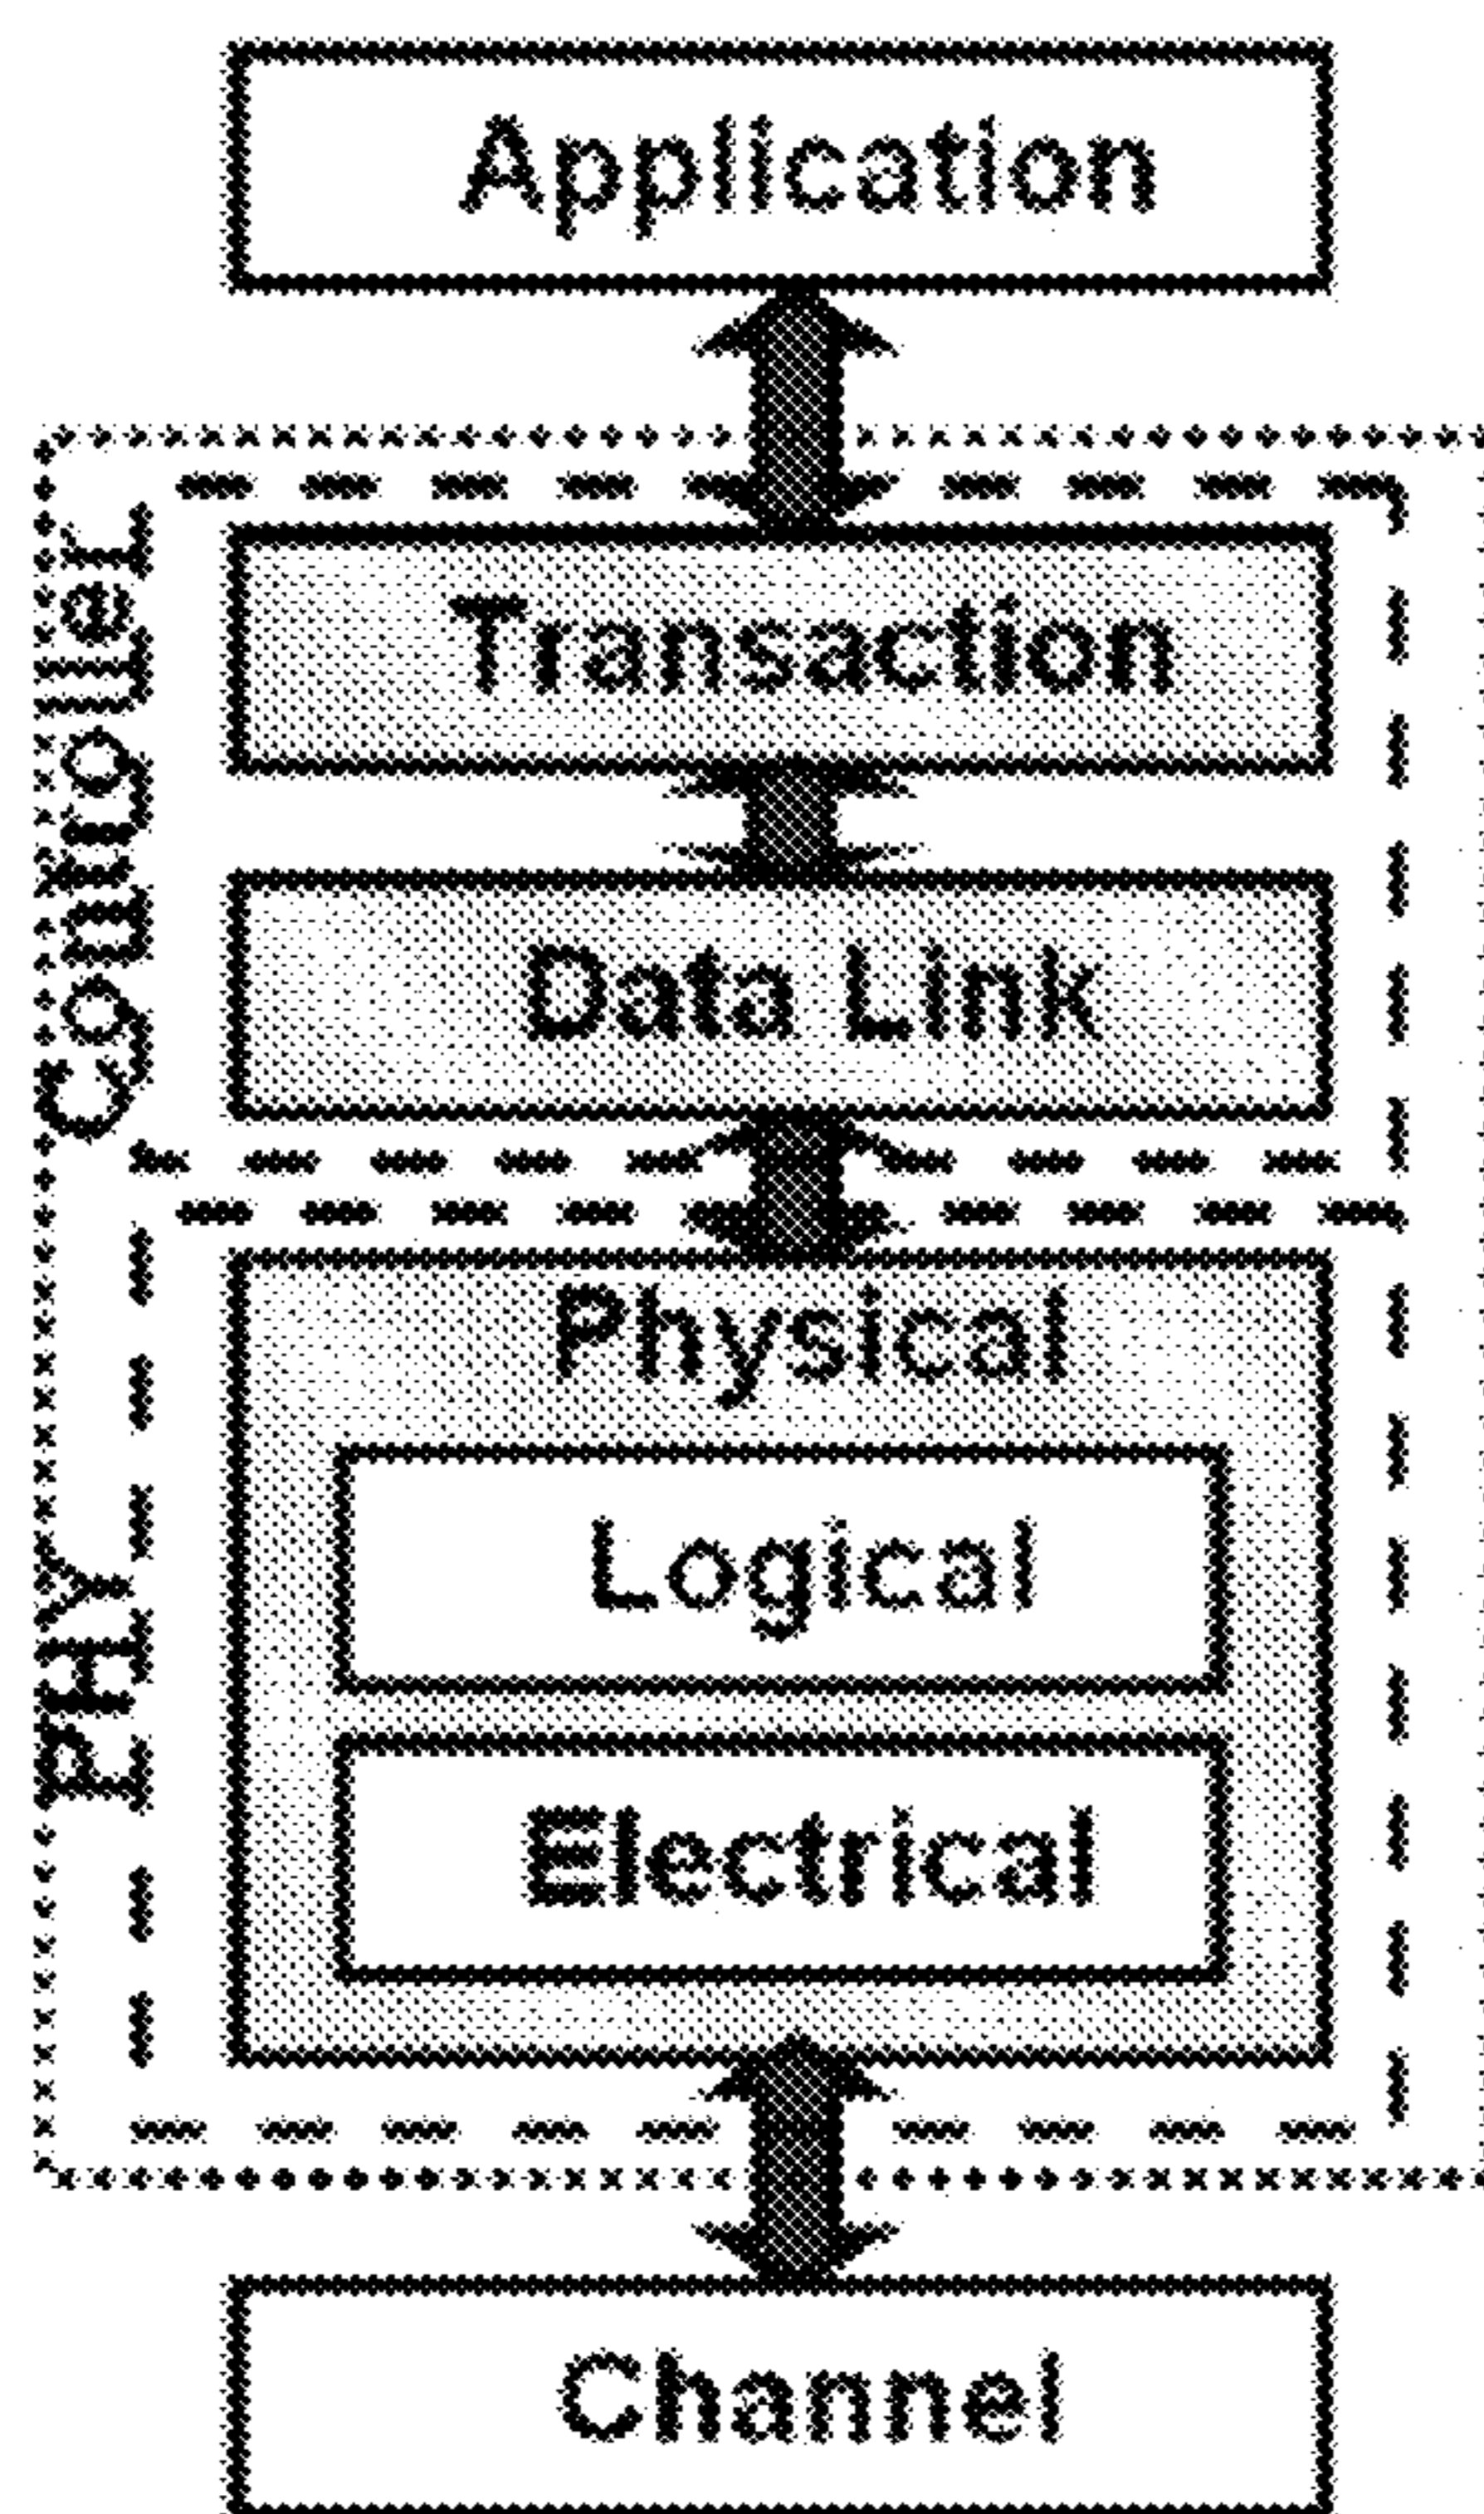 Application
Controller
Transaction
Data Link
PHY
Physical
Logical
Electrical
Channel